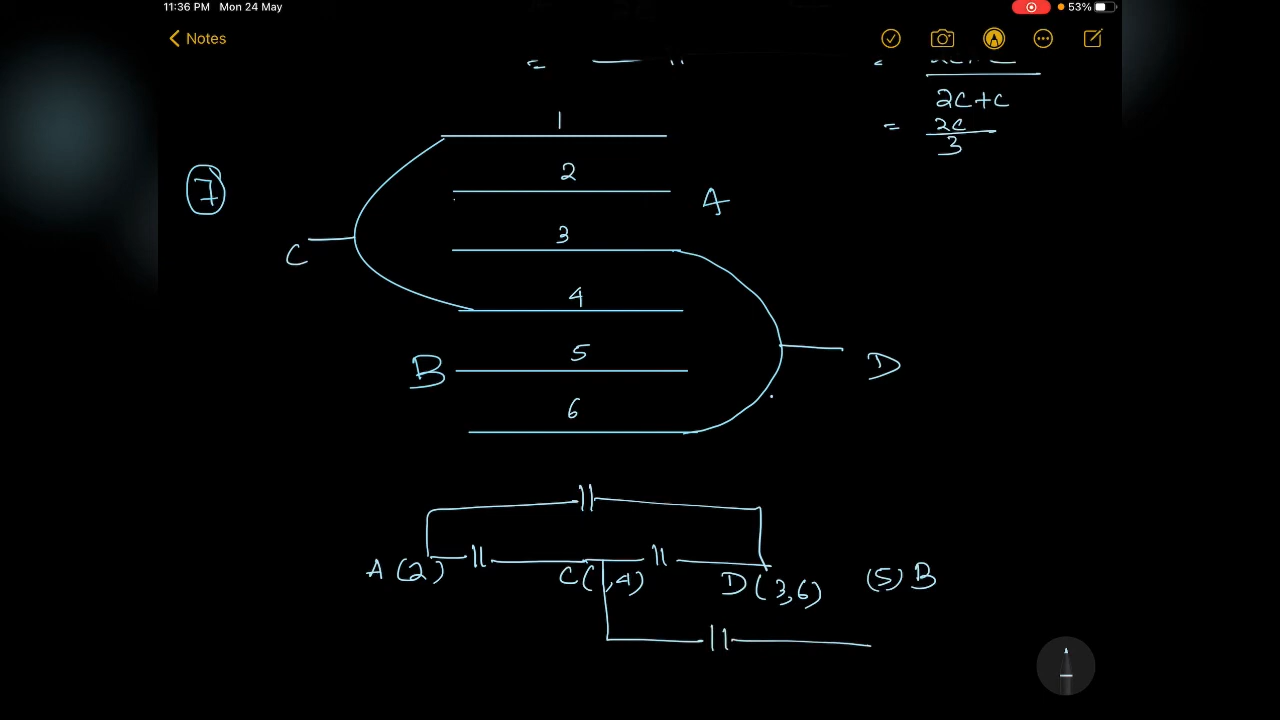 11:36 PM Mon 24 May
53%
Notes
=
=
2C+C
= 2C
3
1
7
2
A
3
C
4
5
B
D
6
A (2)
C(1,4)
D(3,6)
(5) B